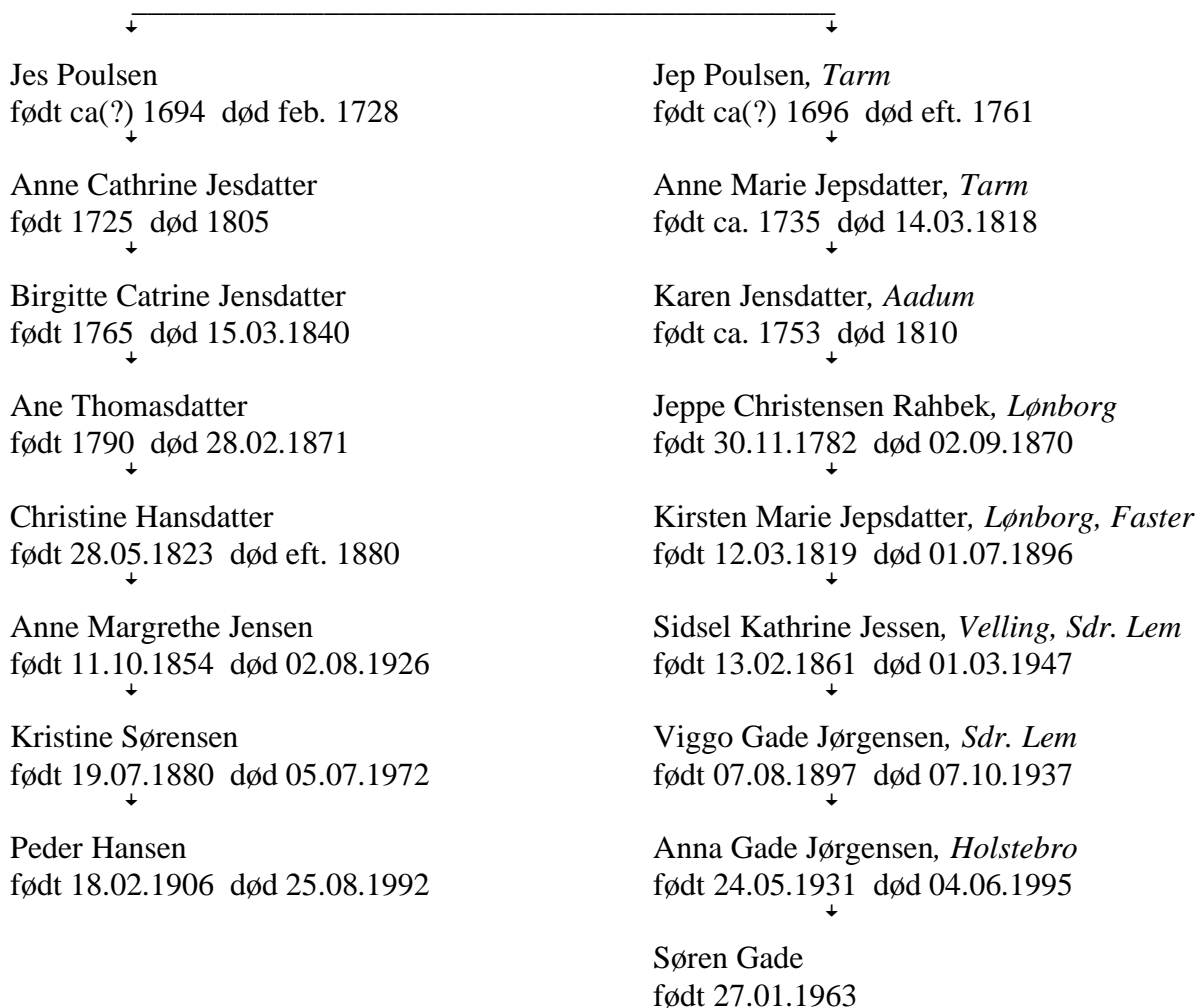 Jes Poulsen
født ca(?) 1694  død feb. 1728
Anne Cathrine Jesdatter
født 1725  død 1805
Birgitte Catrine Jensdatter
født 1765  død 15.03.1840
Ane Thomasdatter
født 1790  død 28.02.1871
Christine Hansdatter
født 28.05.1823  død eft. 1880
Anne Margrethe Jensen
født 11.10.1854  død 02.08.1926
Kristine Sørensen
født 19.07.1880  død 05.07.1972
Peder Hansen
født 18.02.1906  død 25.08.1992
Jep Poulsen, Tarm
født ca(?) 1696  død eft. 1761
Anne Marie Jepsdatter, Tarm
født ca. 1735  død 14.03.1818
Karen Jensdatter, Aadum
født ca. 1753  død 1810
Jeppe Christensen Rahbek, Lønborg
født 30.11.1782  død 02.09.1870
Kirsten Marie Jepsdatter, Lønborg, Faster
født 12.03.1819  død 01.07.1896
Sidsel Kathrine Jessen, Velling, Sdr. Lem
født 13.02.1861  død 01.03.1947
Viggo Gade Jørgensen, Sdr. Lem
født 07.08.1897  død 07.10.1937
Anna Gade Jørgensen, Holstebro
født 24.05.1931  død 04.06.1995
Søren Gade
født 27.01.1963